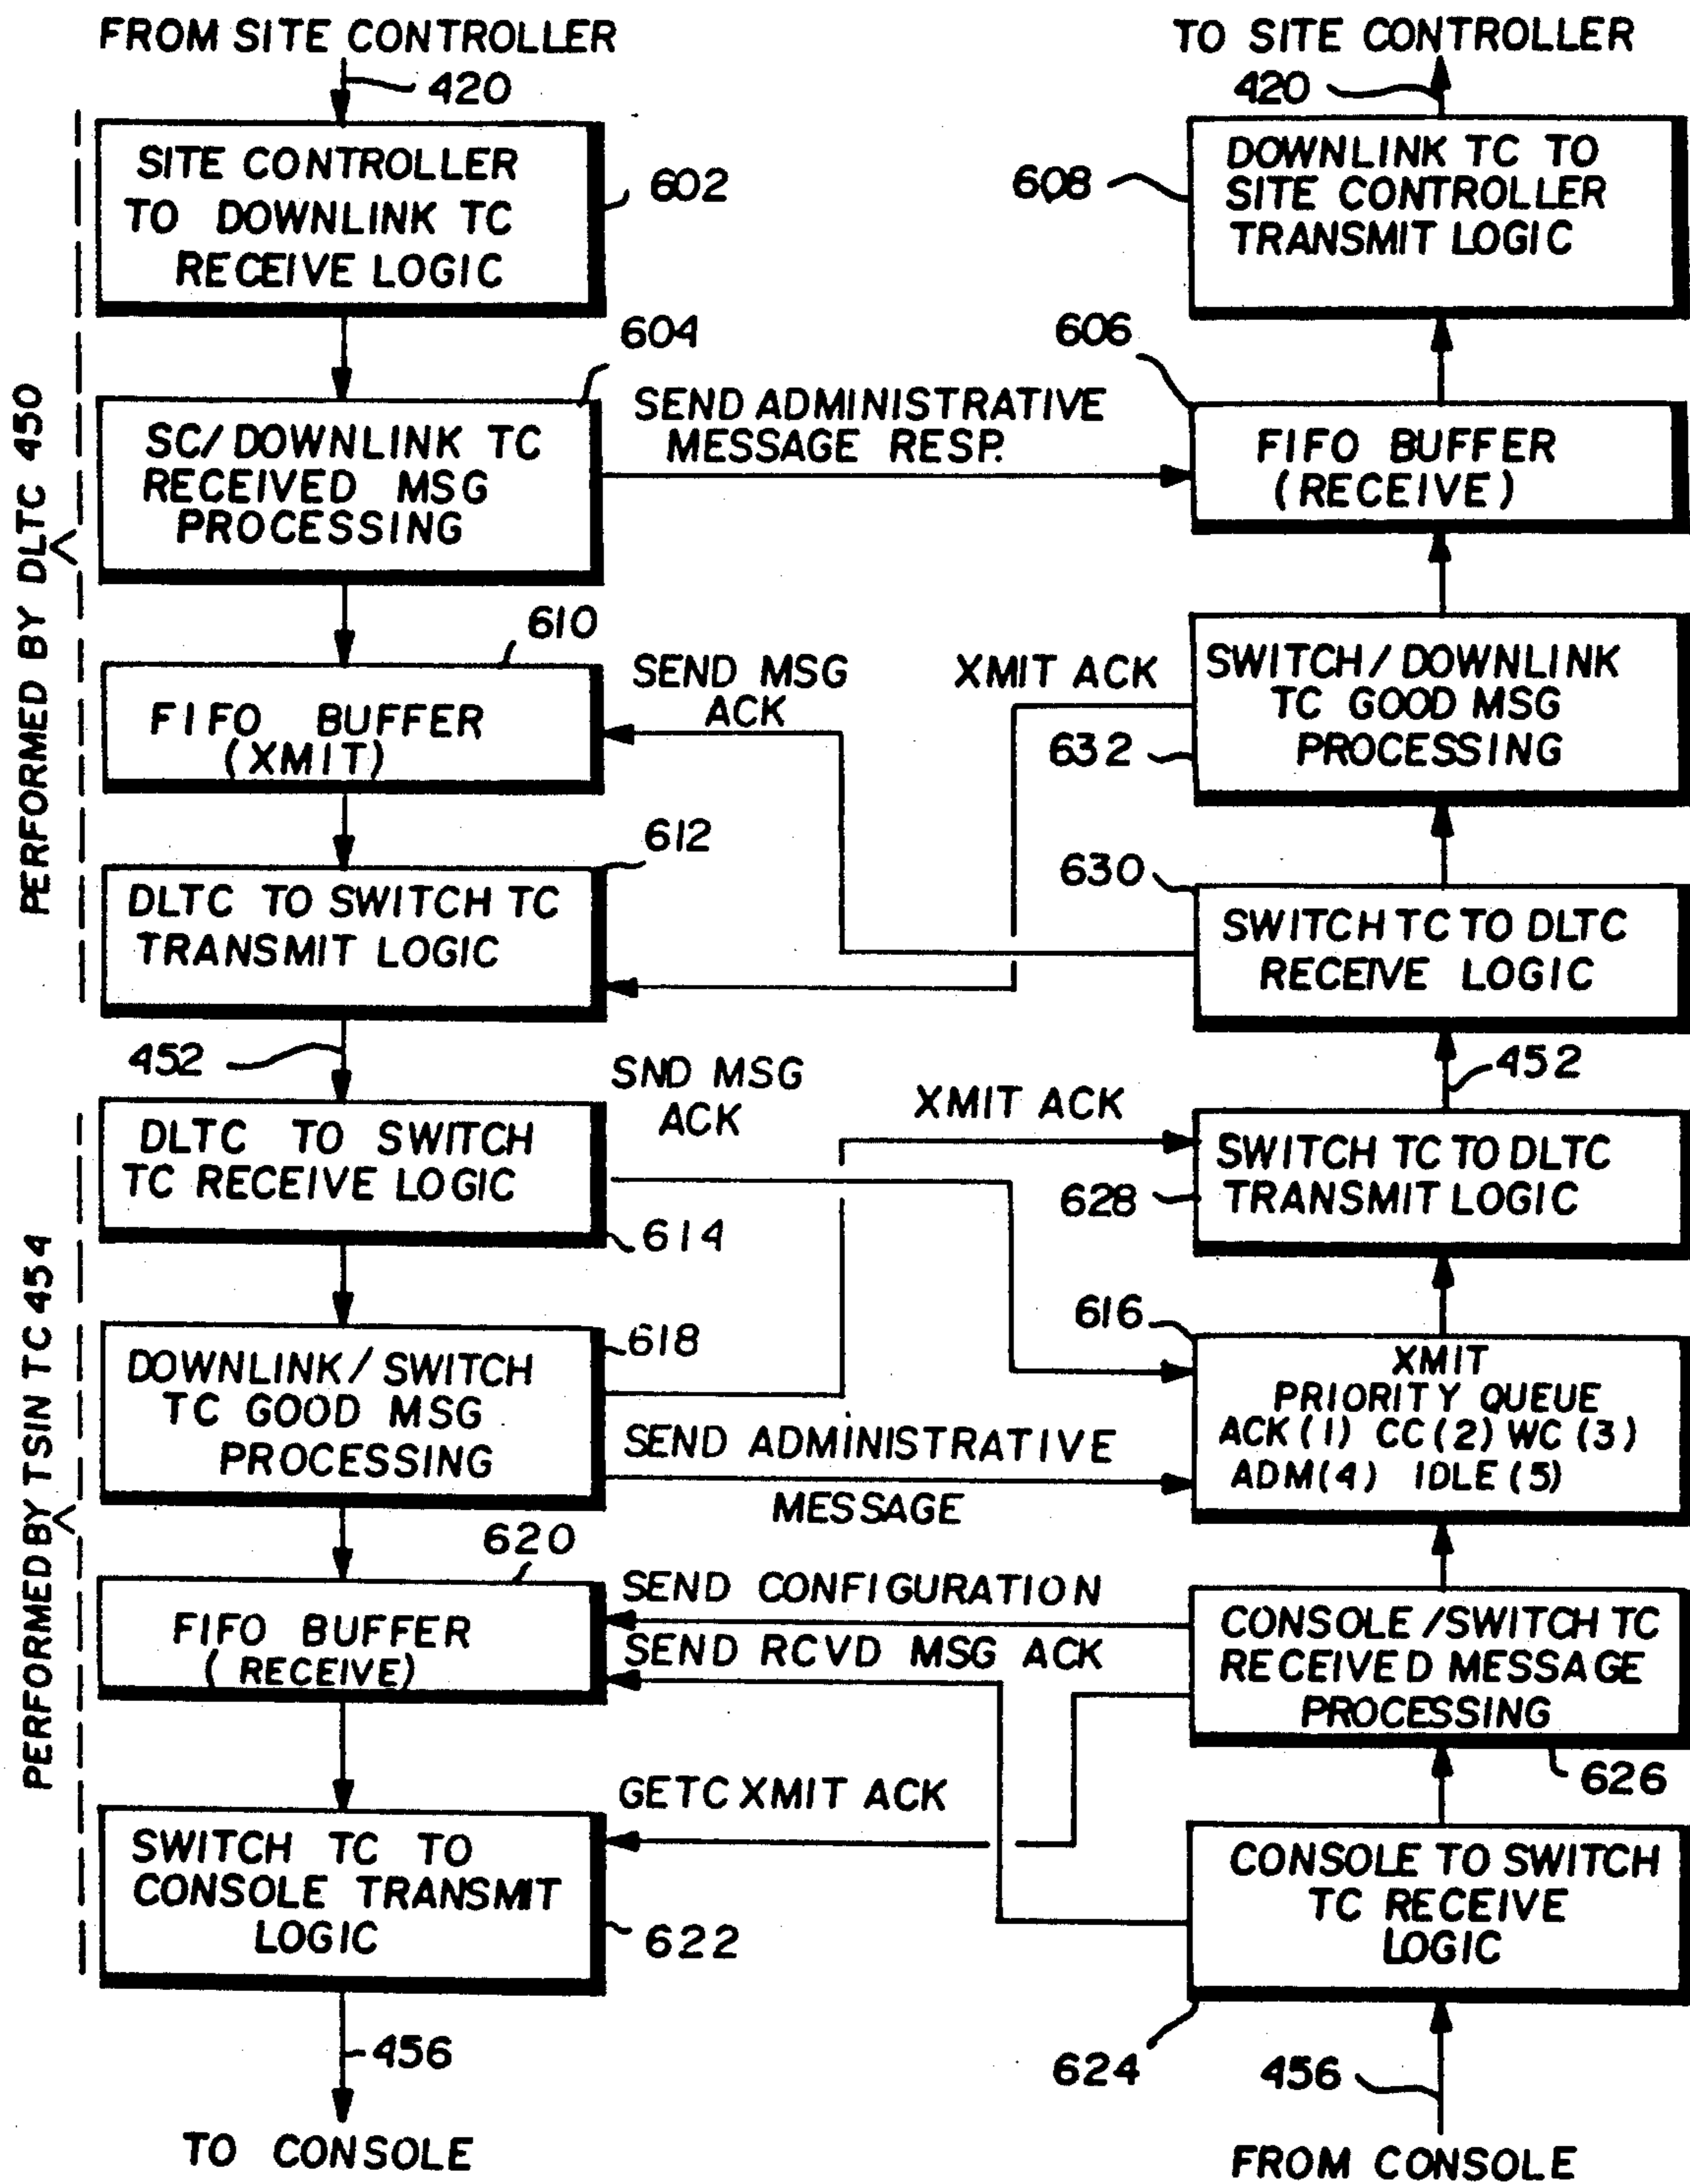 FROM SITE CONTROLLER
420
SITE CONTROLLER
TO DOWNLINK TC
RECEIVE LOGIC
602
604
SC/DOWNLINK TC
RECEIVED MSG
PROCESSING
SEND ADMINISTRATIVE
MESSAGE RESP.
PERFORMED BY DLTC 450
610
FIFO BUFFER
(XMIT)
SEND MSG
ACK
612
DLTC TO SWITCH TC
TRANSMIT LOGIC
452
SND MSG
ACK
DLTC TO SWITCH
TC RECEIVE LOGIC
614
618
DOWNLINK/SWITCH
TC GOOD MSG
PROCESSING
SEND ADMINISTRATIVE
MESSAGE
PERFORMED BY TSIN TC 454
620
FIFO BUFFER
(RECEIVE)
SEND CONFIGURATION
SEND RCVD MSG ACK
GETC XMIT ACK
SWITCH TC TO
CONSOLE TRANSMIT
LOGIC
622
456
TO CONSOLE
TO SITE CONTROLLER
420
DOWNLINK TC TO
SITE CONTROLLER
TRANSMIT LOGIC
608
606
FIFO BUFFER
(RECEIVE)
XMIT ACK
SWITCH/DOWNLINK
TC GOOD MSG
PROCESSING
632
630
SWITCH TC TO DLTC
RECEIVE LOGIC
452
XMIT ACK
SWITCH TC TO DLTC
TRANSMIT LOGIC
628
616
XMIT
PRIORITY QUEUE
ACK(1) CC(2) WC(3)
ADM(4) IDLE(5)
CONSOLE/SWITCH TC
RECEIVED MESSAGE
PROCESSING
626
CONSOLE TO SWITCH
TC RECEIVE
LOGIC
624
456
FROM CONSOLE